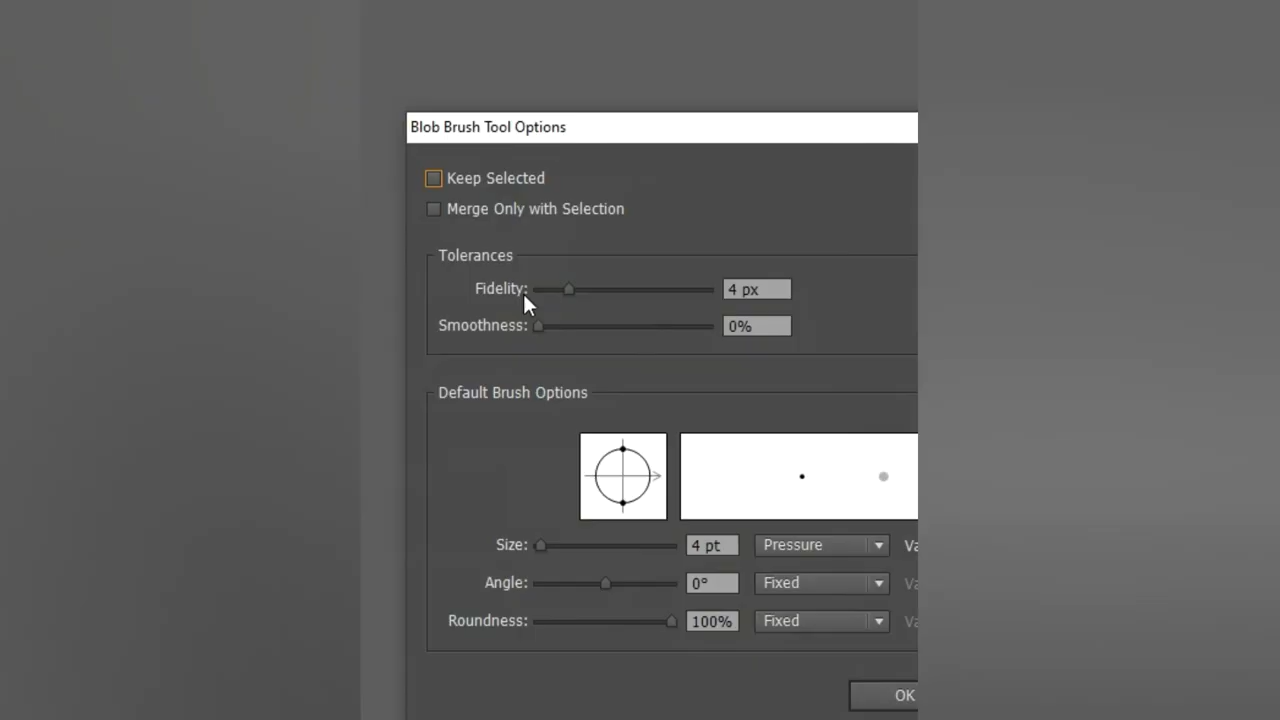 Blob Brush Tool Options
Keep Selected
Merge Only with Selection
Tolerances
Fidelity: 4 px
Smoothness: 0%
Default Brush Options
Size: 4 pt Pressure
Angle: 0° Fixed
Roundness: 100% Fixed
OK